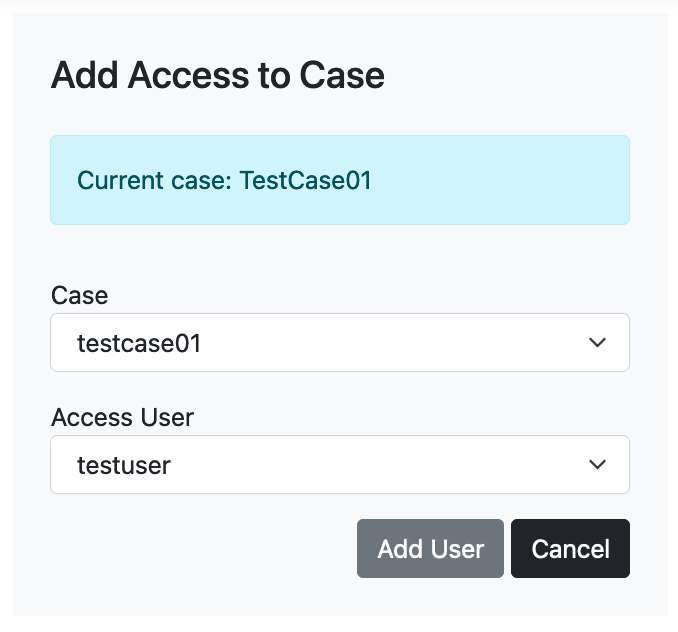 Add Access to Case
Current case: TestCase01
Case
testcase01
Access User
testuser
Add User Cancel